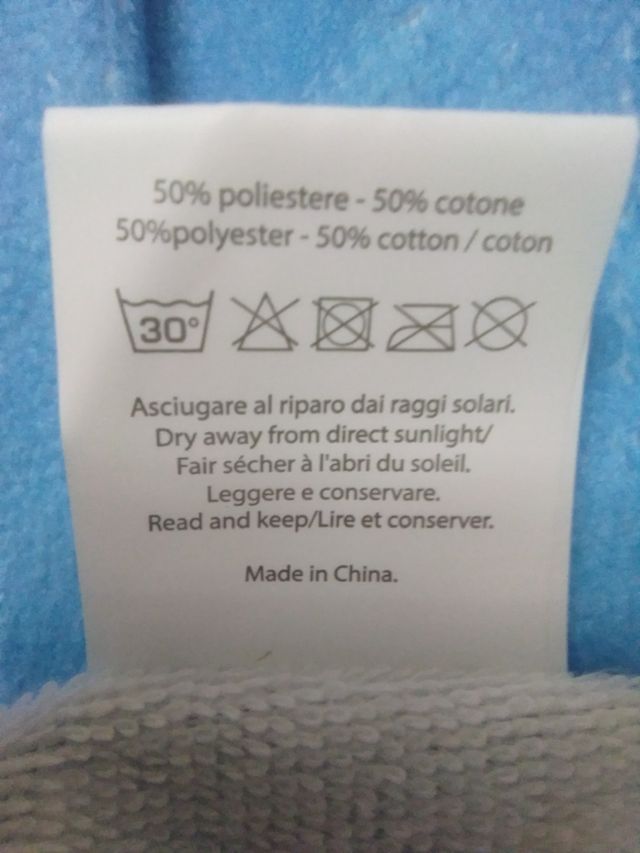 50% poliestere - 50% cotone
50%polyester - 50% cotton / coton
30°
Asciugare al riparo dai raggi solari.
Dry away from direct sunlight/
Fair sécher à l'abri du soleil.
Leggere e conservare.
Read and keep/Lire et conserver.
Made in China.